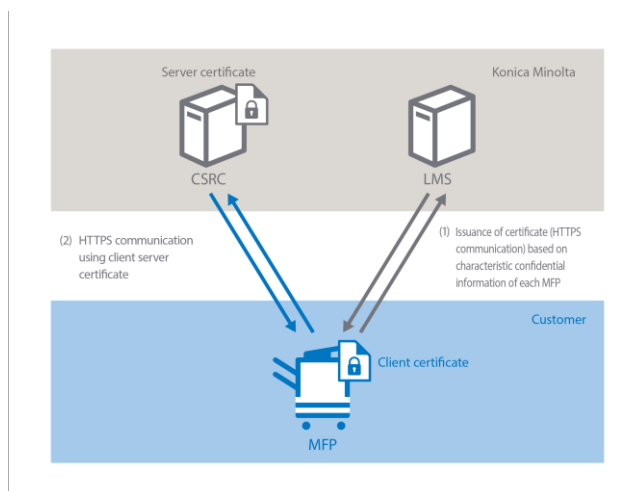 Server certificate
Konica Minolta
CSRC
LMS
(2) HTTPS communication
using client server
certificate
(1) Issuance of certificate (HTTPS
communication) based on
characteristic confidential
information of each MFP
Customer
Client certificate
MFP